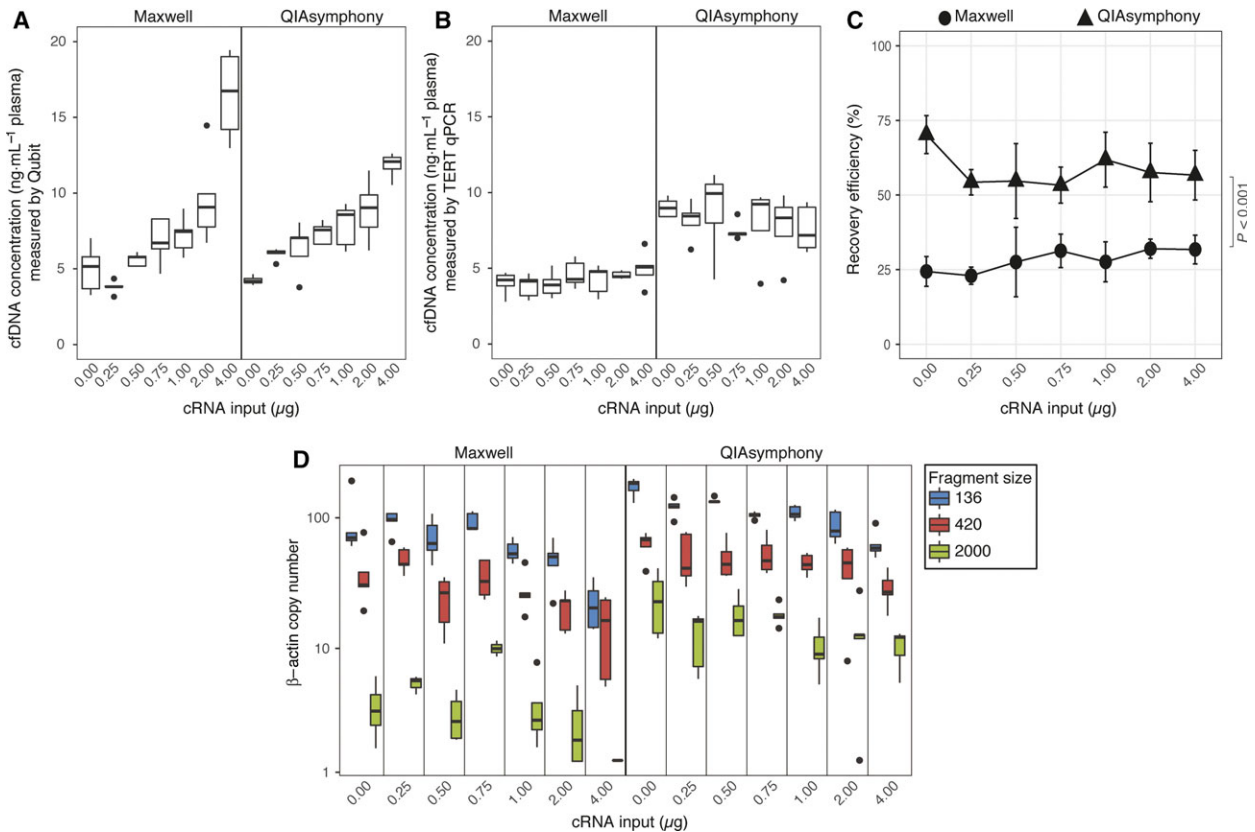 A
Maxwell
QIAsymphony
cfDNA concentration (ng·mL⁻¹ plasma)
measured by Qubit
20
15
10
5
0
0.00
0.25
0.50
0.75
1.00
2.00
4.00
0.00
0.25
0.50
0.75
1.00
2.00
4.00
cRNA input (µg)
B
Maxwell
QIAsymphony
cfDNA concentration (ng·mL⁻¹ plasma)
measured by TERT qPCR
20
15
10
5
0
0.00
0.25
0.50
0.75
1.00
2.00
4.00
0.00
0.25
0.50
0.75
1.00
2.00
4.00
cRNA input (µg)
C
Maxwell
QIAsymphony
Recovery efficiency (%)
100
75
50
25
0
P < 0.001
0.00
0.25
0.50
0.75
1.00
2.00
4.00
cRNA input (µg)
D
Maxwell
QIAsymphony
β−actin copy number
100
10
1
0.00
0.25
0.50
0.75
1.00
2.00
4.00
0.00
0.25
0.50
0.75
1.00
2.00
4.00
cRNA input (µg)
Fragment size
136
420
2000